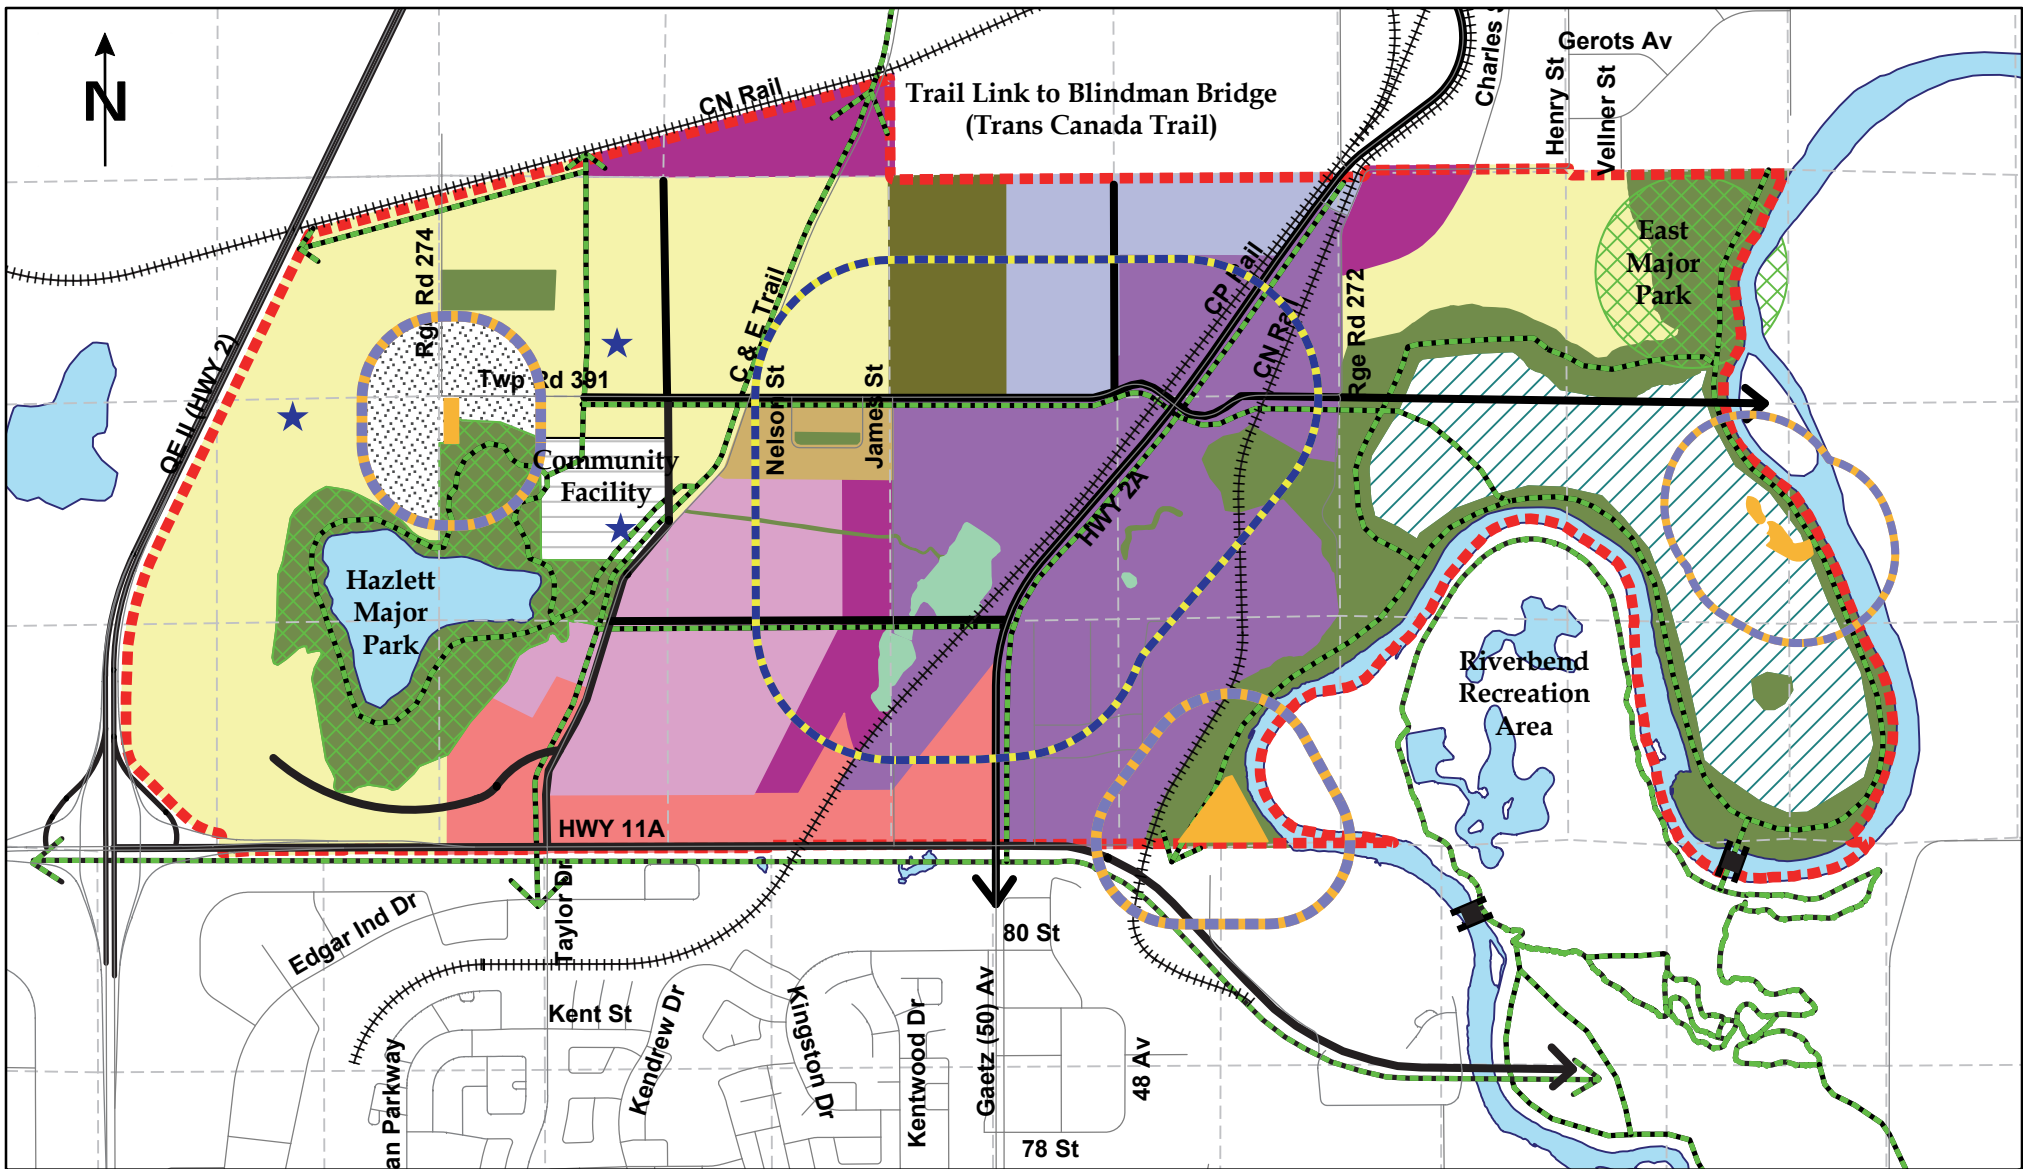 N
CN Rail
Trail Link to Blindman Bridge
(Trans Canada Trail)
Charles S
Gerots Av
Henry St
Vellner St
East
Major
Park
Rge Rd 274
QE II (HWY 2)
Twp Rd 391
C & E Trail
Nelson St
James St
CP Rail
CN Rail
Rge Rd 272
Community
Facility
HWY 2A
Hazlett
Major
Park
Riverbend
Recreation
Area
HWY 11A
Taylor Dr
Edgar Ind Dr
80 St
Kent St
Kendrew Dr
Kingston Dr
Kentwood Dr
Gaetz (50) Av
48 Av
an Parkway
78 St